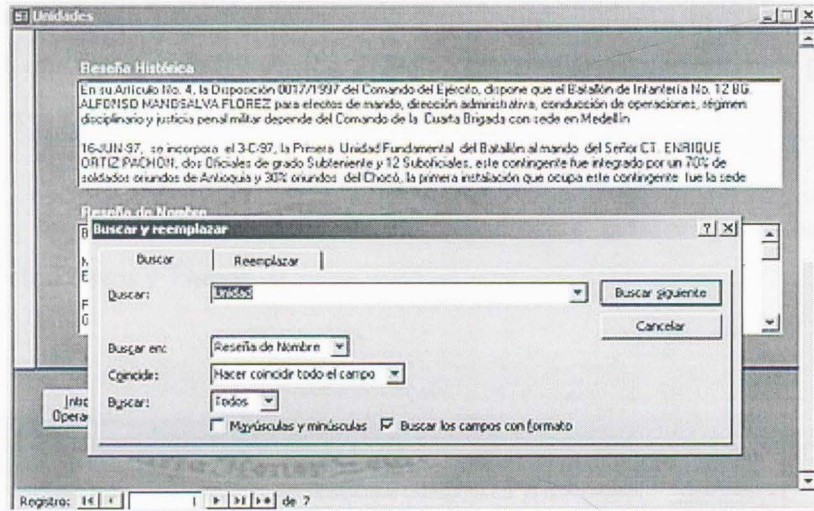 Unidades
Reseña Histórica
En su Artículo No. 4, la Disposición 0017/1997 del Comando del Ejército, dispone que el Batallón de Infantería No. 12 BG.
ALFONSO MANOSALVA FLOREZ para efectos de mando, dirección administrativa, conducción de operaciones, régimen
disciplinario y justicia penal militar depende del Comando de la Cuarta Brigada con sede en Medellín
16-JUN-97, se incorpora el 3-C-97, la Primera Unidad Fundamental del Batallón al mando del Señor CT. ENRIQUE
ORTIZ PACHON, dos Oficiales de grado Subteniente y 12 Suboficiales, este contingente fue integrado por un 70% de
soldados oriundos de Antioquia y 30% oriundos del Chocó, la primera instalación que ocupa este contingente fue la sede
Reseña de Nombre
Buscar y reemplazar
Buscar
Reemplazar
Buscar:
Unidad
Buscar siguiente
Cancelar
Buscar en:
Reseña de Nombre
Coincidir:
Hacer coincidir todo el campo
Buscar:
Todos
Mayúsculas y minúsculas
Buscar los campos con formato
Registro:
1
de 7